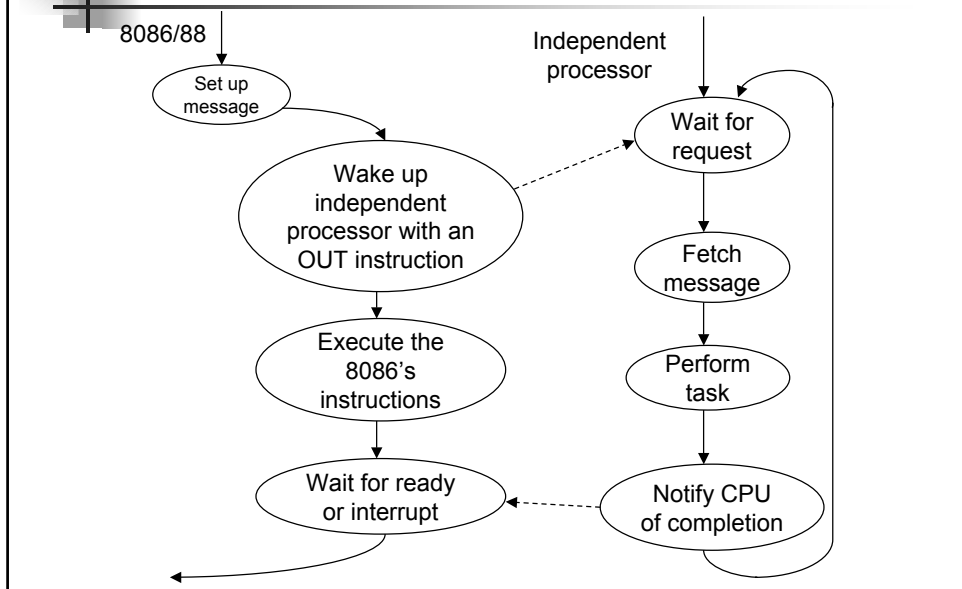 8086/88
Set up
message
Wake up
independent
processor with an
OUT instruction
Execute the
8086’s
instructions
Wait for ready
or interrupt
Independent
processor
Wait for
request
Fetch
message
Perform
task
Notify CPU
of completion